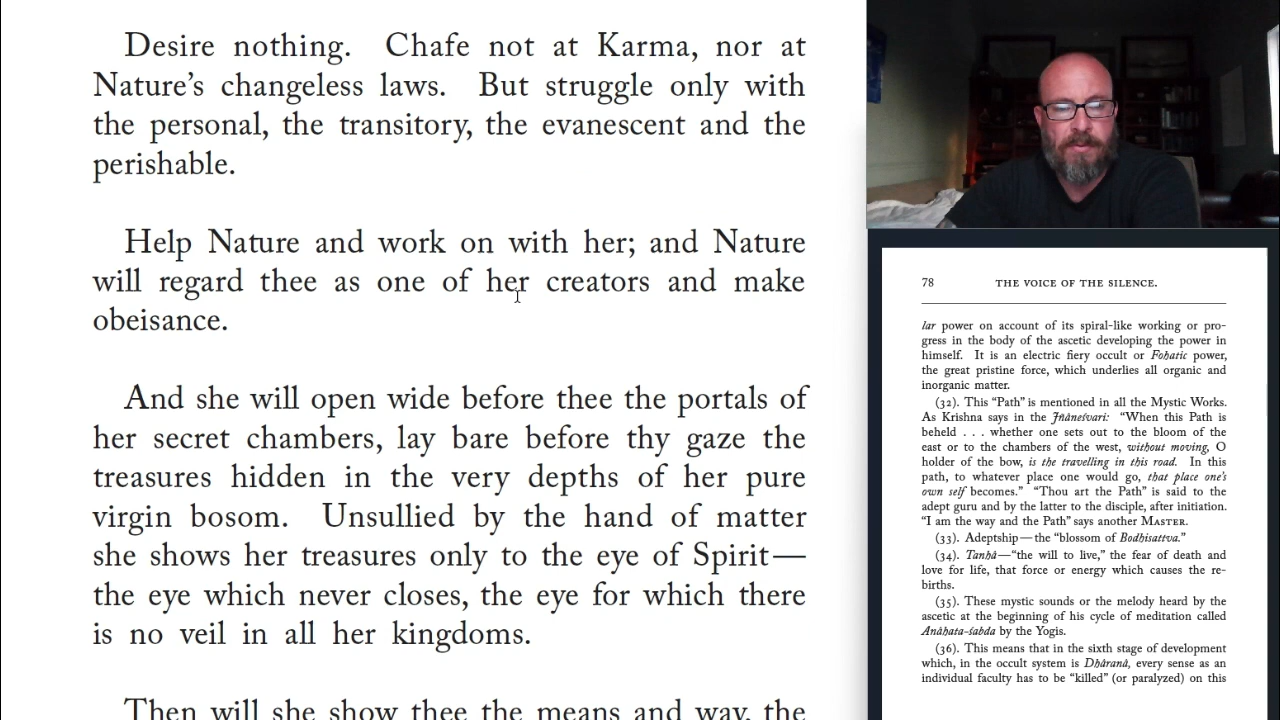 Desire nothing. Chafe not at Karma, nor at
Nature's changeless laws. But struggle only with
the personal, the transitory, the evanescent and the
perishable.
Help Nature and work on with her; and Nature
will regard thee as one of her creators and make
obeisance.
And she will open wide before thee the portals of
her secret chambers, lay bare before thy gaze the
treasures hidden in the very depths of her pure
virgin bosom. Unsullied by the hand of matter
she shows her treasures only to the eye of Spirit—
the eye which never closes, the eye for which there
is no veil in all her kingdoms.
Then will she show thee the means and way, the
78 THE VOICE OF THE SILENCE.
lar power on account of its spiral-like working or pro-
gress in the body of the ascetic developing the power in
himself. It is an electric fiery occult or Fohatic power,
the great pristine force, which underlies all organic and
inorganic matter.
(32). This “Path” is mentioned in all the Mystic Works.
As Krishna says in the Jñâneśvari: “When this Path is
beheld . . . whether one sets out to the bloom of the
east or to the chambers of the west, without moving, O
holder of the bow, is the travelling in this road. In this
path, to whatever place one would go, that place one's
own self becomes.” “Thou art the Path” is said to the
adept guru and by the latter to the disciple, after initiation.
“I am the way and the Path” says another MASTER.
(33). Adeptship—the “blossom of Bodhisattva.”
(34). Tanhâ—“the will to live,” the fear of death and
love for life, that force or energy which causes the re-
births.
(35). These mystic sounds or the melody heard by the
ascetic at the beginning of his cycle of meditation called
Anâhata-śabda by the Yogis.
(36). This means that in the sixth stage of development
which, in the occult system is Dhâranâ, every sense as an
individual faculty has to be “killed” (or paralyzed) on this